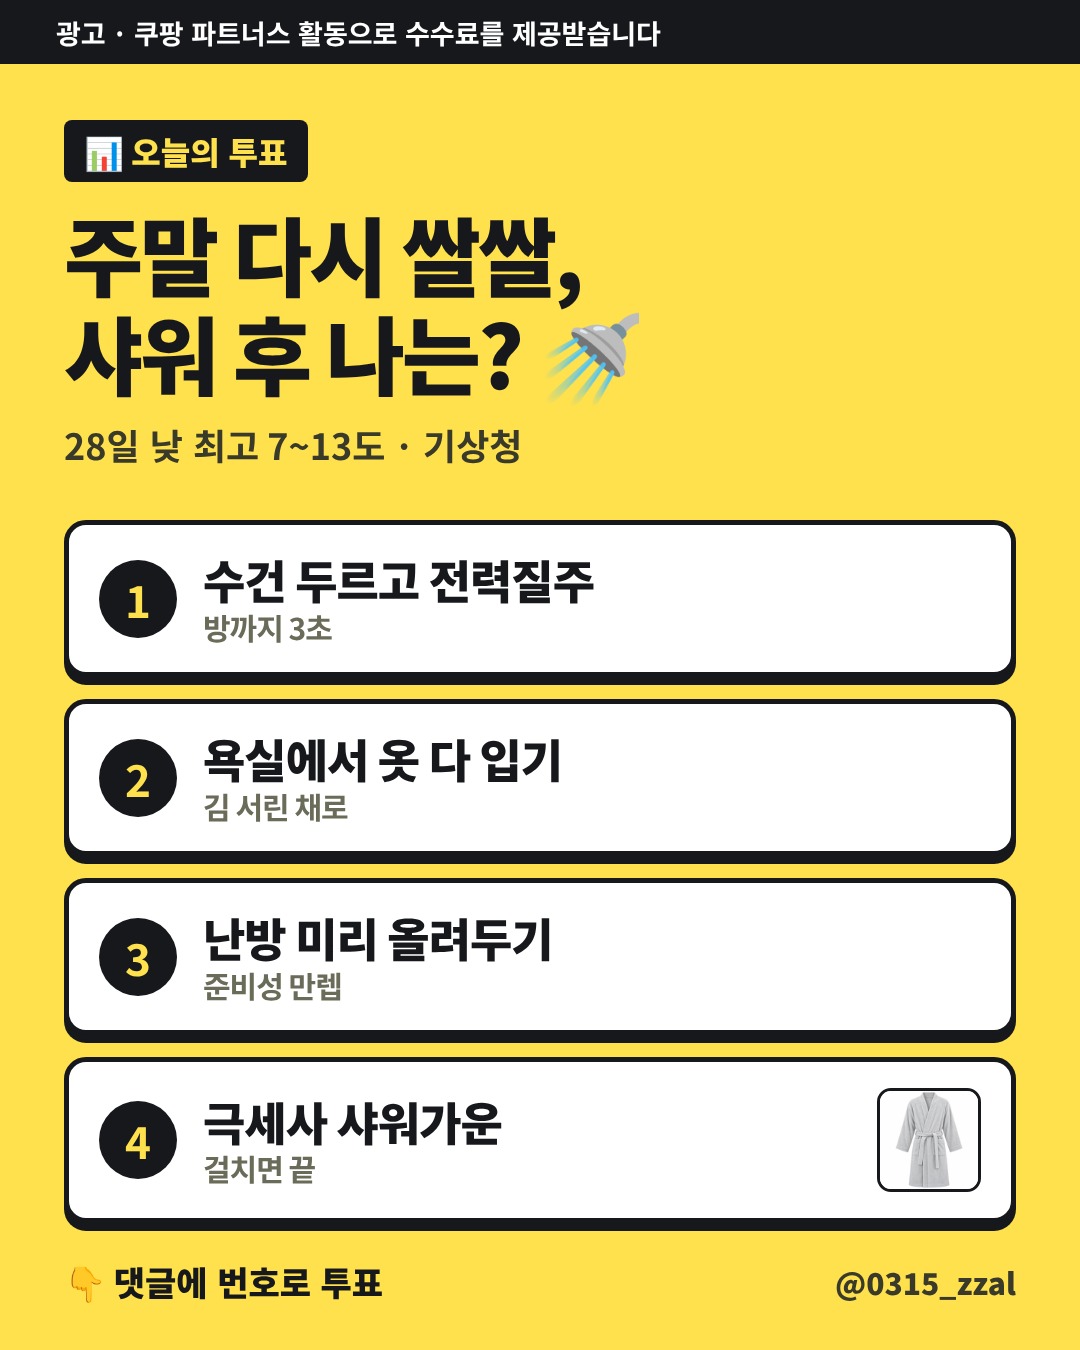 광고 · 쿠팡 파트너스 활동으로 수수료를 제공받습니다
📊 오늘의 투표
주말 다시 쌀쌀,
샤워 후 나는? 🚿
28일 낮 최고 7~13도 · 기상청
1 수건 두르고 전력질주
방까지 3초
2 욕실에서 옷 다 입기
김 서린 채로
3 난방 미리 올려두기
준비성 만렙
4 극세사 샤워가운
걸치면 끝
👇 댓글에 번호로 투표
@0315_zzal